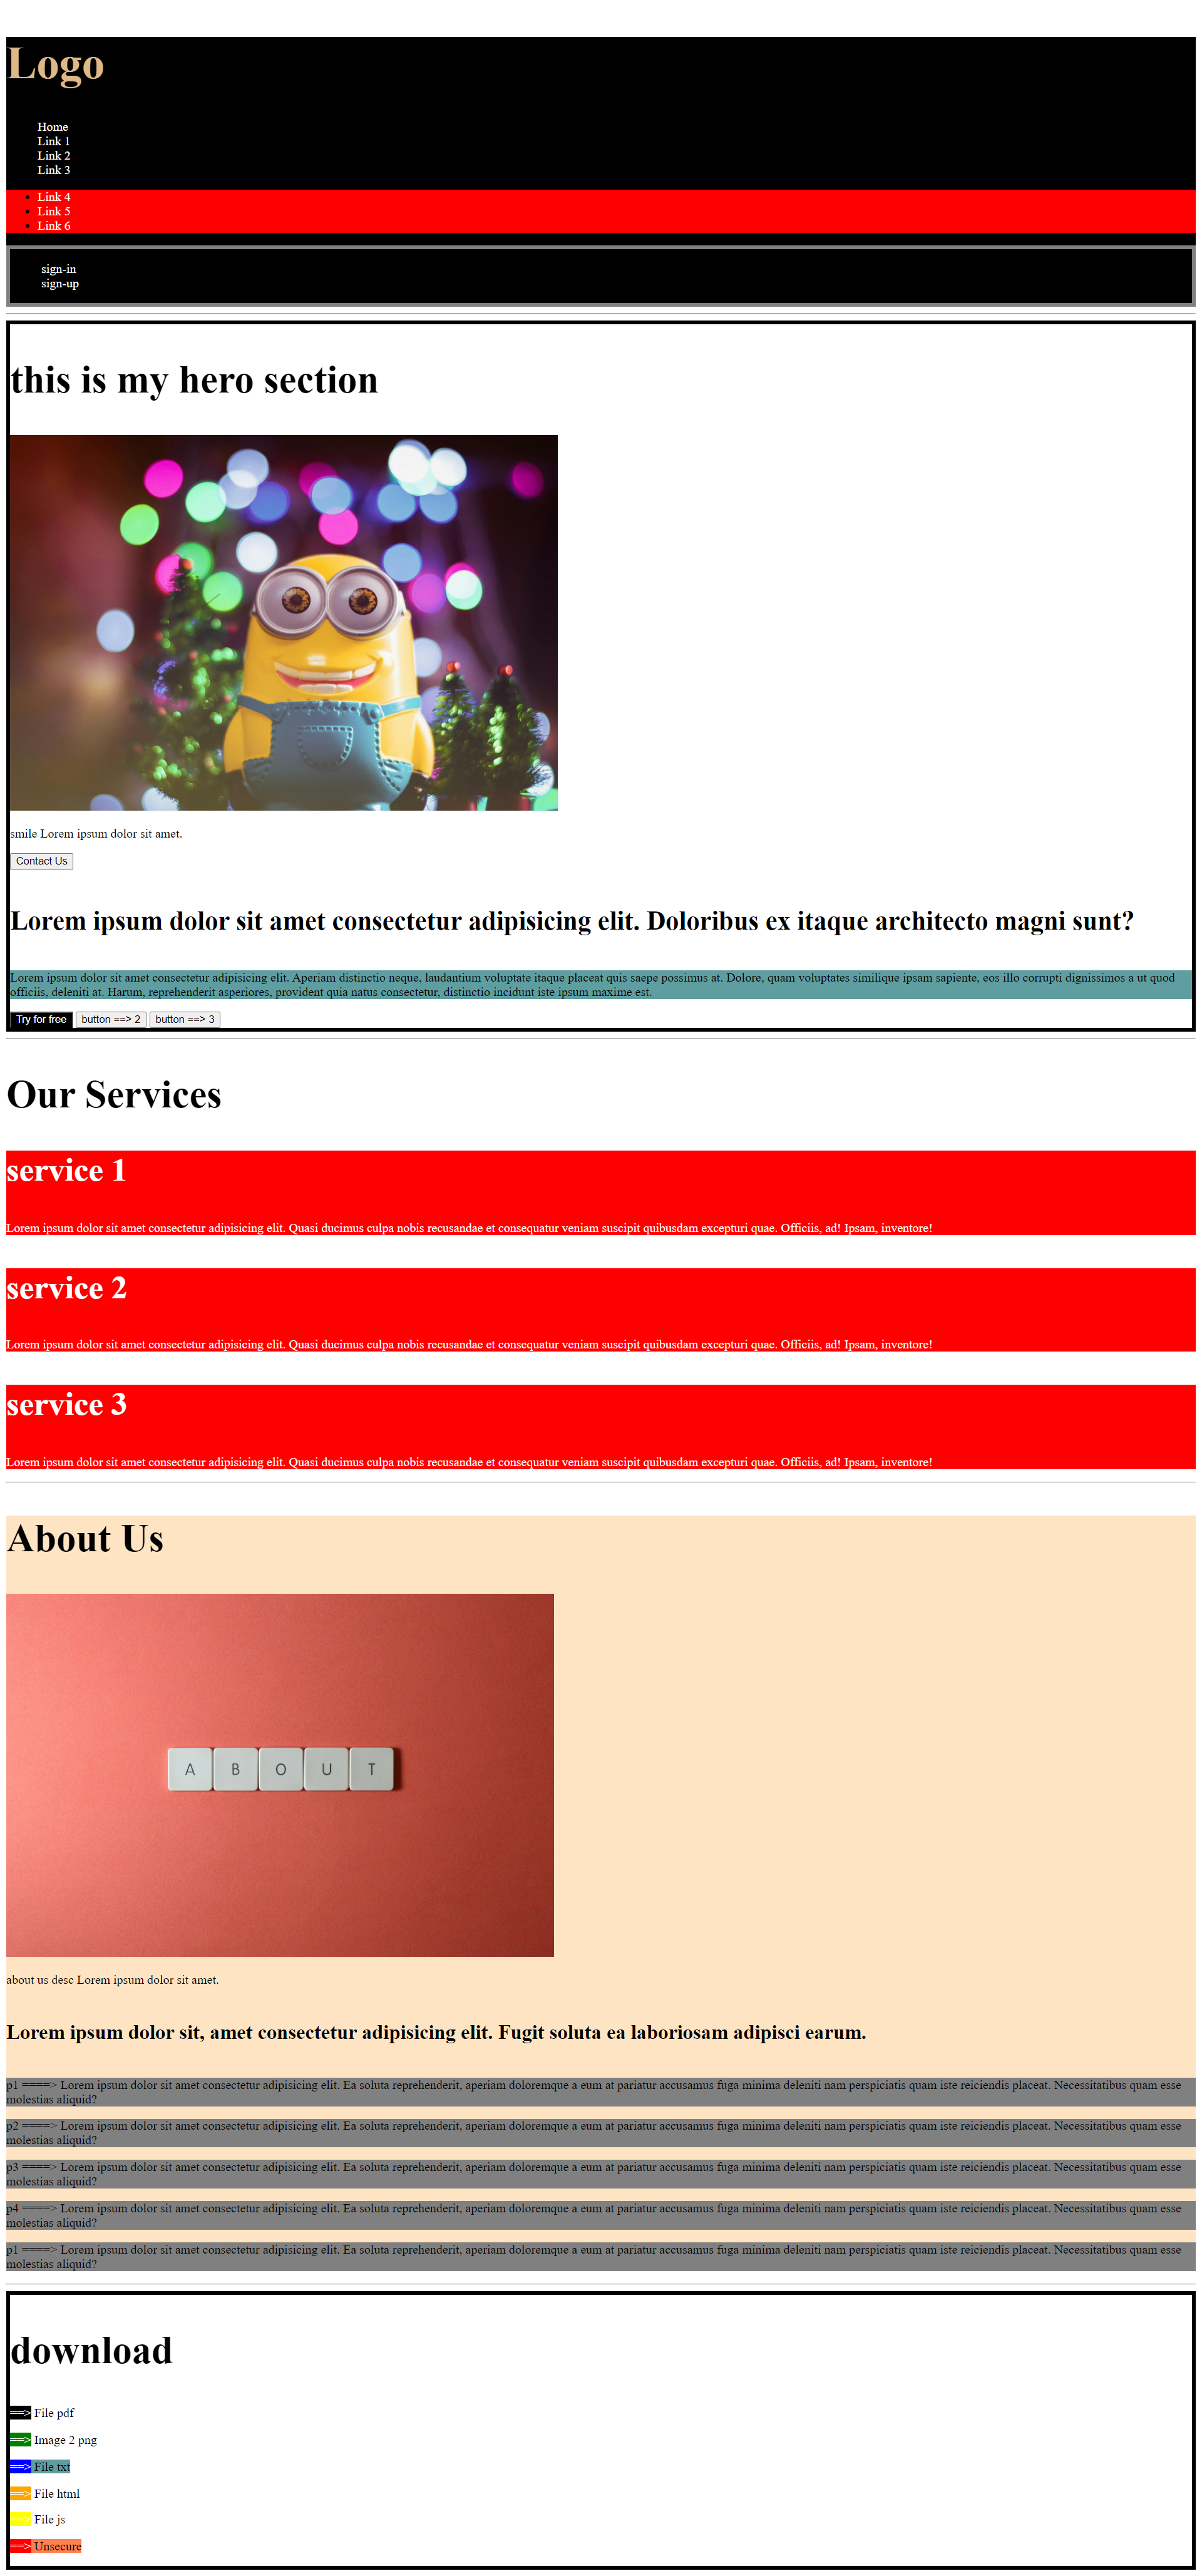 Logo
Home
Link 1
Link 2
Link 3
Link 4
Link 5
Link 6
sign-in
sign-up
this is my hero section
smile Lorem ipsum dolor sit amet.
Contact Us
Lorem ipsum dolor sit amet consectetur adipisicing elit. Doloribus ex itaque architecto magni sunt?
Lorem ipsum dolor sit amet consectetur adipisicing elit. Aperiam distinctio neque, laudantium voluptate itaque placeat quis saepe possimus at. Dolore, quam voluptates similique ipsam sapiente, eos illo corrupti dignissimos a ut quod
officiis, deleniti at. Harum, reprehenderit asperiores, provident quia natus consectetur, distinctio incidunt iste ipsum maxime est.
Try for free button ==> 2 button ==> 3
Our Services
service 1
Lorem ipsum dolor sit amet consectetur adipisicing elit. Quasi ducimus culpa nobis recusandae et consequatur veniam suscipit quibusdam excepturi quae. Officiis, ad! Ipsam, inventore!
service 2
Lorem ipsum dolor sit amet consectetur adipisicing elit. Quasi ducimus culpa nobis recusandae et consequatur veniam suscipit quibusdam excepturi quae. Officiis, ad! Ipsam, inventore!
service 3
Lorem ipsum dolor sit amet consectetur adipisicing elit. Quasi ducimus culpa nobis recusandae et consequatur veniam suscipit quibusdam excepturi quae. Officiis, ad! Ipsam, inventore!
About Us
A B O U T
about us desc Lorem ipsum dolor sit amet.
Lorem ipsum dolor sit, amet consectetur adipisicing elit. Fugit soluta ea laboriosam adipisci earum.
p1 ====> Lorem ipsum dolor sit amet consectetur adipisicing elit. Ea soluta reprehenderit, aperiam doloremque a eum at pariatur accusamus fuga minima deleniti nam perspiciatis quam iste reiciendis placeat. Necessitatibus quam esse
molestias aliquid?
p2 ====> Lorem ipsum dolor sit amet consectetur adipisicing elit. Ea soluta reprehenderit, aperiam doloremque a eum at pariatur accusamus fuga minima deleniti nam perspiciatis quam iste reiciendis placeat. Necessitatibus quam esse
molestias aliquid?
p3 ====> Lorem ipsum dolor sit amet consectetur adipisicing elit. Ea soluta reprehenderit, aperiam doloremque a eum at pariatur accusamus fuga minima deleniti nam perspiciatis quam iste reiciendis placeat. Necessitatibus quam esse
molestias aliquid?
p4 ====> Lorem ipsum dolor sit amet consectetur adipisicing elit. Ea soluta reprehenderit, aperiam doloremque a eum at pariatur accusamus fuga minima deleniti nam perspiciatis quam iste reiciendis placeat. Necessitatibus quam esse
molestias aliquid?
p1 ====> Lorem ipsum dolor sit amet consectetur adipisicing elit. Ea soluta reprehenderit, aperiam doloremque a eum at pariatur accusamus fuga minima deleniti nam perspiciatis quam iste reiciendis placeat. Necessitatibus quam esse
molestias aliquid?
download
==> File pdf
==> Image 2 png
==> File txt
==> File html
==> File js
==> Unsecure